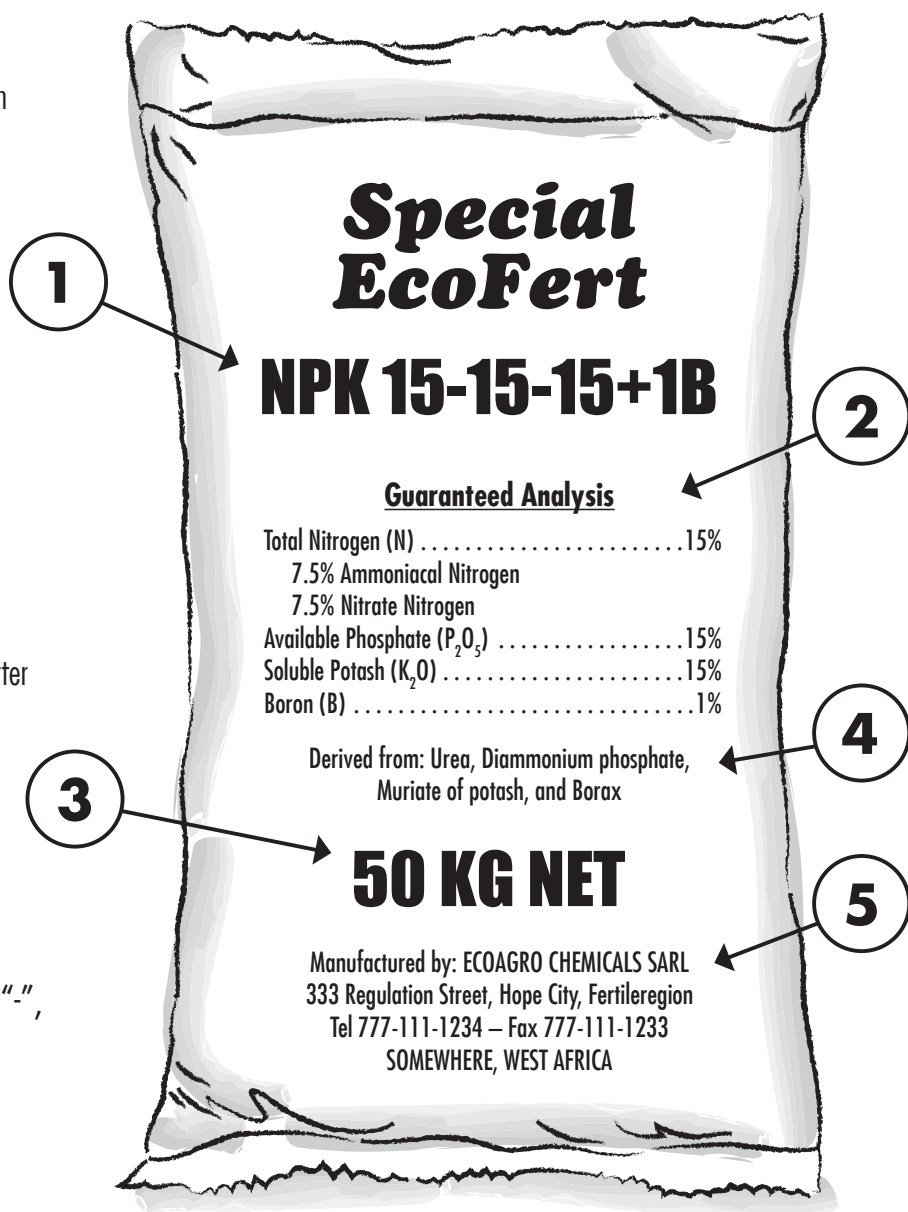 Special
EcoFert
1
NPK 15-15-15+1B
2
Guaranteed Analysis
Total Nitrogen (N) . . . . . . . . . . . . . . . . . . . . . . . .15%
7.5% Ammoniacal Nitrogen
7.5% Nitrate Nitrogen
Available Phosphate (P₂O₅) . . . . . . . . . . . . . . . . .15%
Soluble Potash (K₂O) . . . . . . . . . . . . . . . . . . . . . .15%
Boron (B) . . . . . . . . . . . . . . . . . . . . . . . . . . . . . . .1%
4
Derived from: Urea, Diammonium phosphate,
Muriate of potash, and Borax
3
50 KG NET
5
Manufactured by: ECOAGRO CHEMICALS SARL
333 Regulation Street, Hope City, Fertileregion
Tel 777-111-1234 – Fax 777-111-1233
SOMEWHERE, WEST AFRICA
"-",